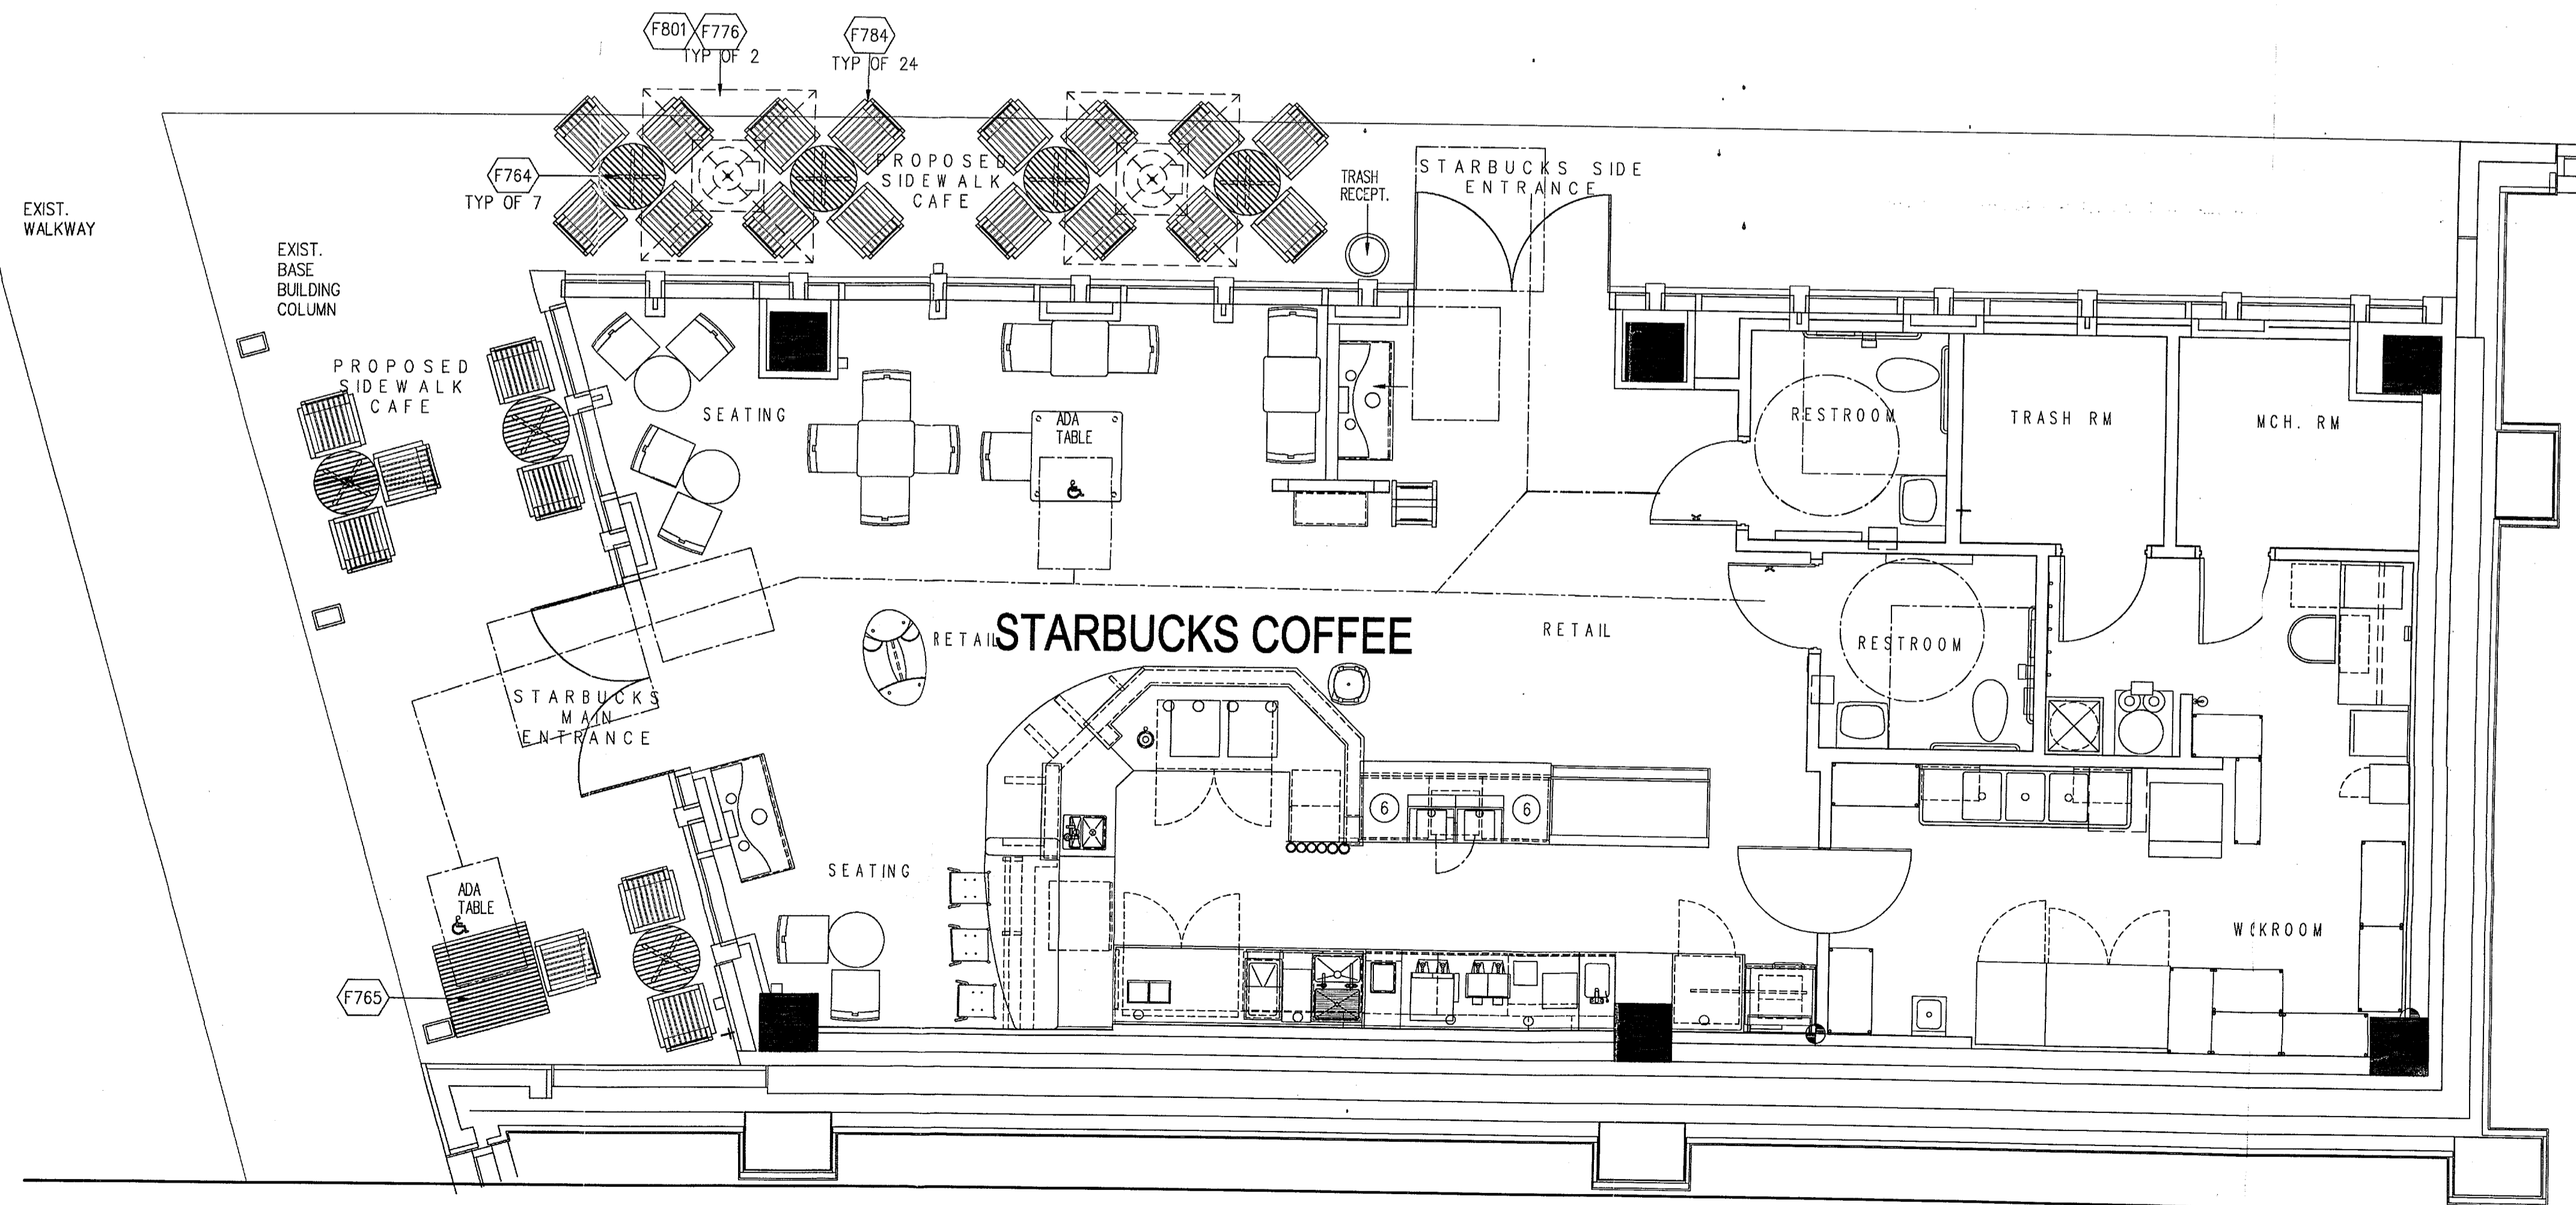 F801 F776
TYP OF 2
F784
TYP OF 24
F764
TYP OF 7
PROPOSED
SIDEWALK
CAFE
TRASH
RECEPT.
STARBUCKS SIDE
ENTRANCE
EXIST.
WALKWAY
EXIST.
BASE
BUILDING
COLUMN
PROPOSED
SIDEWALK
CAFE
SEATING
ADA
TABLE
RESTROOM
TRASH RM
MCH. RM
RETAIL
STARBUCKS COFFEE
RETAIL
RESTROOM
STARBUCKS
MAIN
ENTRANCE
6
6
SEATING
ADA
TABLE
F765